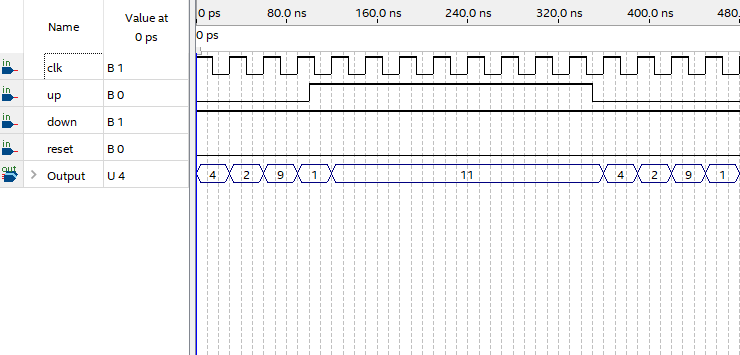 Name
Value at
0 ps
0 ps 80.0 ns 160.0 ns 240.0 ns 320.0 ns 400.0 ns 480.
0 ps
in clk B 1
in up B 0
in down B 1
in reset B 0
out Output U 4 4 2 9 1 11 4 2 9 1